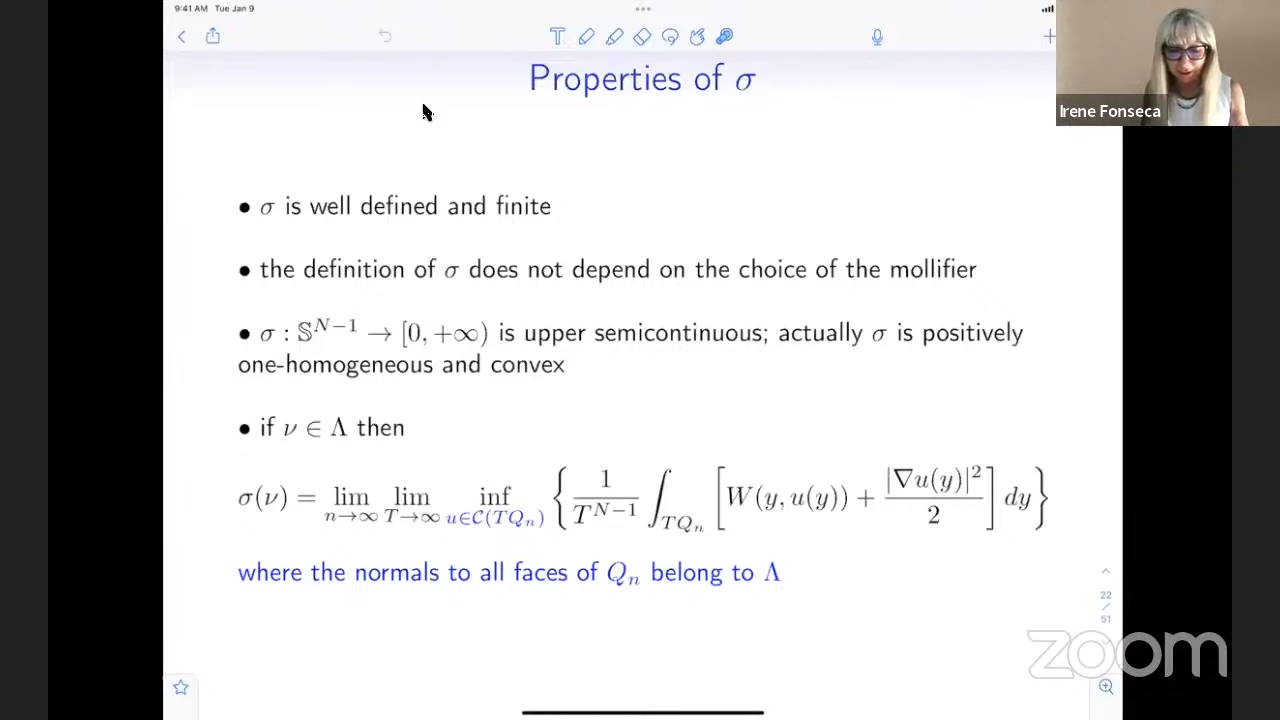 9:41 AM Tue Jan 9
Properties of σ
Irene Fonseca
• σ is well defined and finite
• the definition of σ does not depend on the choice of the mollifier
• σ : 𝕊^{N−1} → [0, +∞) is upper semicontinuous; actually σ is positively
one-homogeneous and convex
• if ν ∈ Λ then
σ(ν) = lim_{n→∞} lim_{T→∞} inf_{u∈𝒞(TQ_n)} { 1/T^{N−1} ∫_{TQ_n} [ W(y, u(y)) + |∇u(y)|²/2 ] dy }
where the normals to all faces of Q_n belong to Λ
22
/
51
zoom